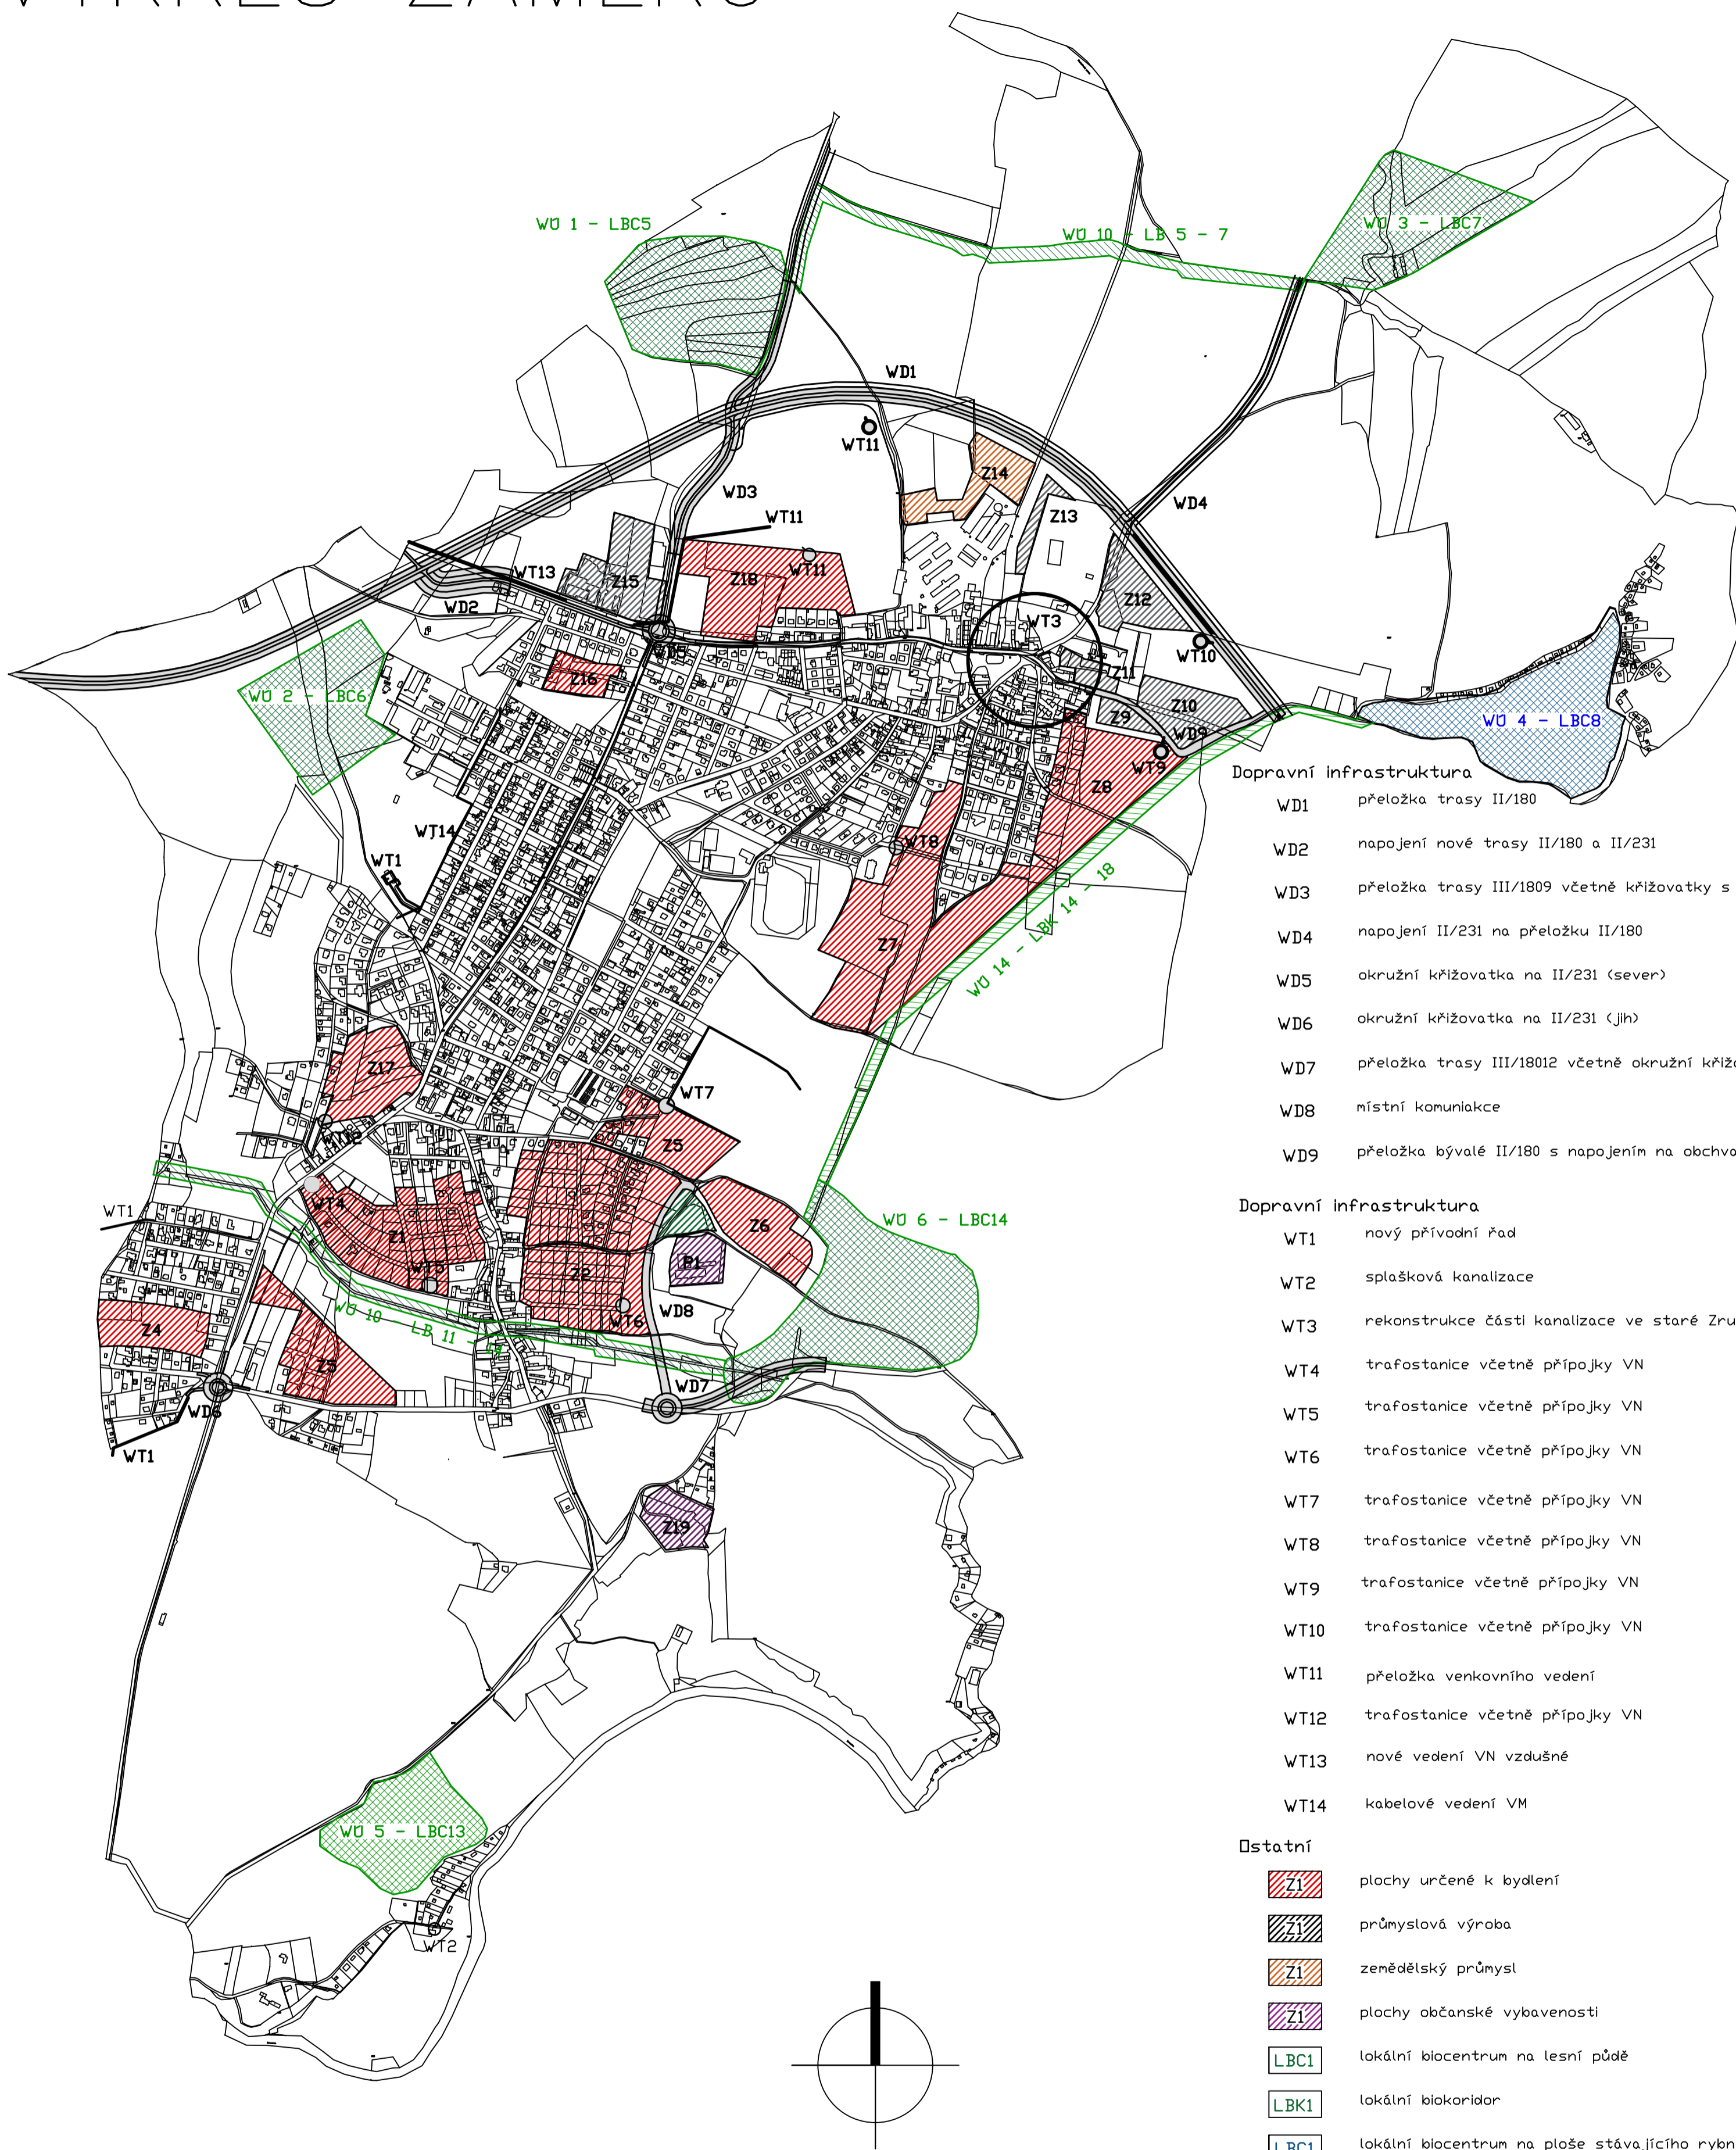 WU 1 - LBC5
WU 10 - LB 5 - 7
WU 3 - LBC7
WD1
WT11
Z14
WD3
WT11
Z13
WD4
WT13
Z15
Z18
WT11
WD2
Z12
WT3
WD5
WT10
Z16
Z11
WU 2 - LBC6
Z10
Z9
WU 4 - LBC8
WD9
WT9
Z8
WT14
WT8
WT1
Z7
WU 14 - LBK 14 - 18
Z17
WT7
WT12
Z5
WT4
WT1
Z1
Z6
WU 6 - LBC14
P1
WT5
Z2
WT6
WD8
WU 10 - LB 11 - 14
Z4
Z5
WD7
WD6
WT1
Z19
WU 5 - LBC13
WT2
Dopravní infrastruktura
WD1 přeložka trasy II/180
WD2 napojení nové trasy II/180 a II/231
WD3 přeložka trasy III/1809 včetně křižovatky s
WD4 napojení II/231 na přeložku II/180
WD5 okružní křižovatka na II/231 (sever)
WD6 okružní křižovatka na II/231 (jih)
WD7 přeložka trasy III/18012 včetně okružní
WD8 místní komuniakce
WD9 přeložka bývalé II/180 s napojením na
Dopravní infrastruktura
WT1 nový přívodní řad
WT2 splašková kanalizace
WT3 rekonstrukce části kanalizace ve staré
WT4 trafostanice včetně přípojky VN
WT5 trafostanice včetně přípojky VN
WT6 trafostanice včetně přípojky VN
WT7 trafostanice včetně přípojky VN
WT8 trafostanice včetně přípojky VN
WT9 trafostanice včetně přípojky VN
WT10 trafostanice včetně přípojky VN
WT11 přeložka venkovního vedení
WT12 trafostanice včetně přípojky VN
WT13 nové vedení VN vzdušné
WT14 kabelové vedení VM
Ostatní
Z1 plochy určené k bydlení
Z1 průmyslová výroba
Z1 zemědělský průmysl
Z1 plochy občanské vybavenosti
LBC1 lokální biocentrum na lesní půdě
LBK1 lokální biokoridor
LBC1 lokální biocentrum na ploše stávajícího